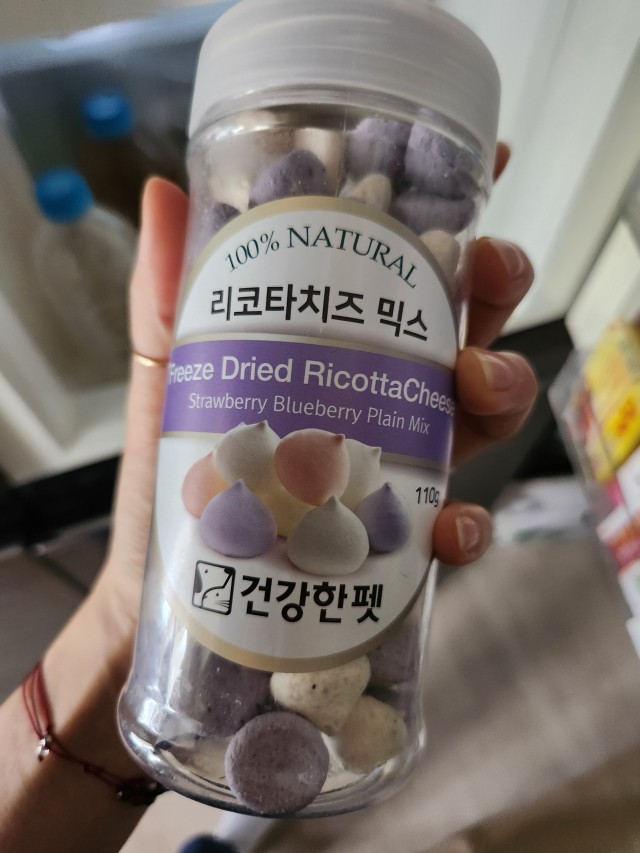 100% NATURAL
리코타치즈 믹스
Freeze Dried RicottaCheese
Strawberry Blueberry Plain Mix
110g
건강한펫